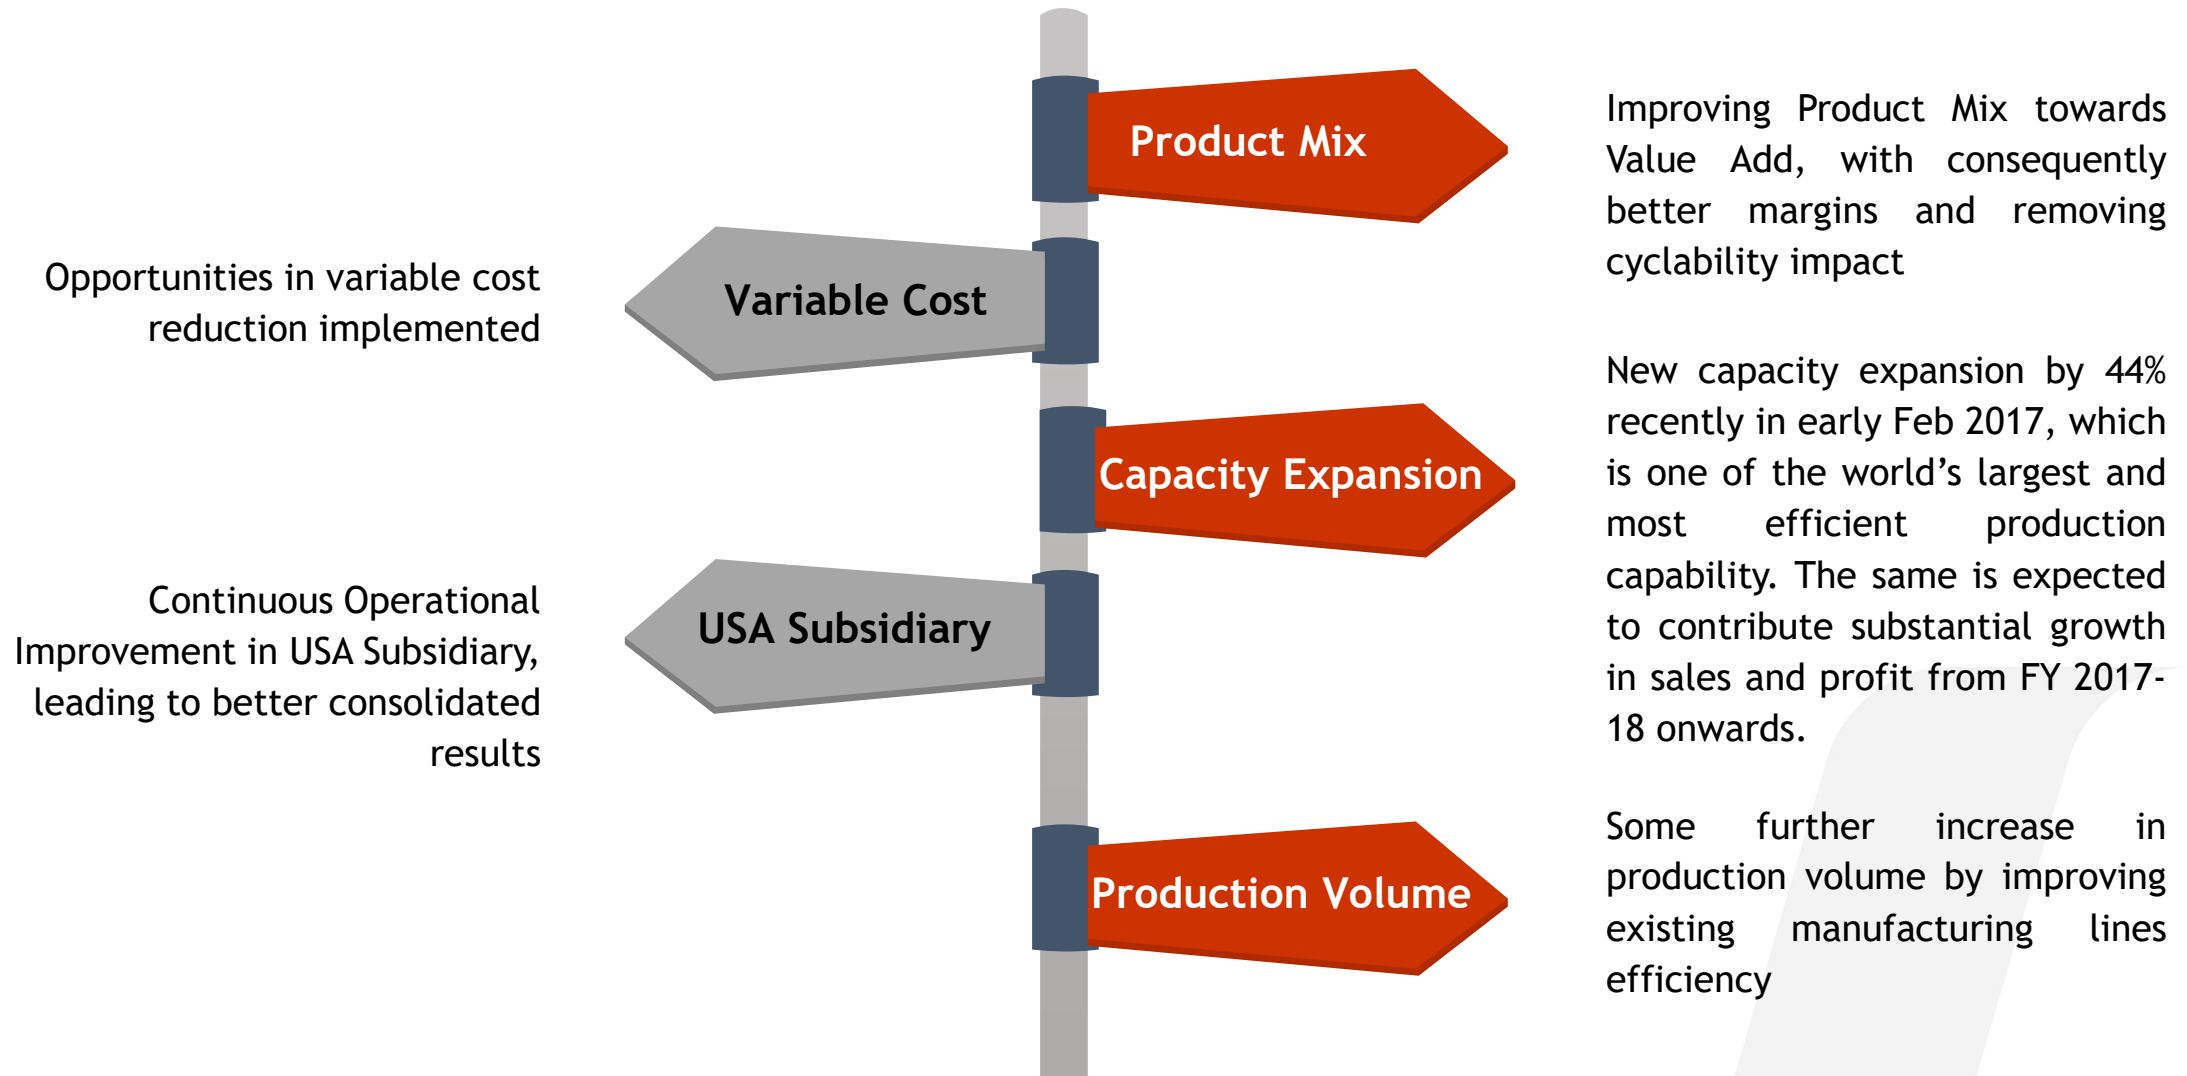 Product Mix
Improving Product Mix towards
Value Add, with consequently
better margins and removing
cyclability impact
Opportunities in variable cost
reduction implemented
Variable Cost
New capacity expansion by 44%
recently in early Feb 2017, which
is one of the world’s largest and
most efficient production
capability. The same is expected
to contribute substantial growth
in sales and profit from FY 2017-
18 onwards.
Capacity Expansion
Continuous Operational
Improvement in USA Subsidiary,
leading to better consolidated
results
USA Subsidiary
Production Volume
Some further increase in
production volume by improving
existing manufacturing lines
efficiency